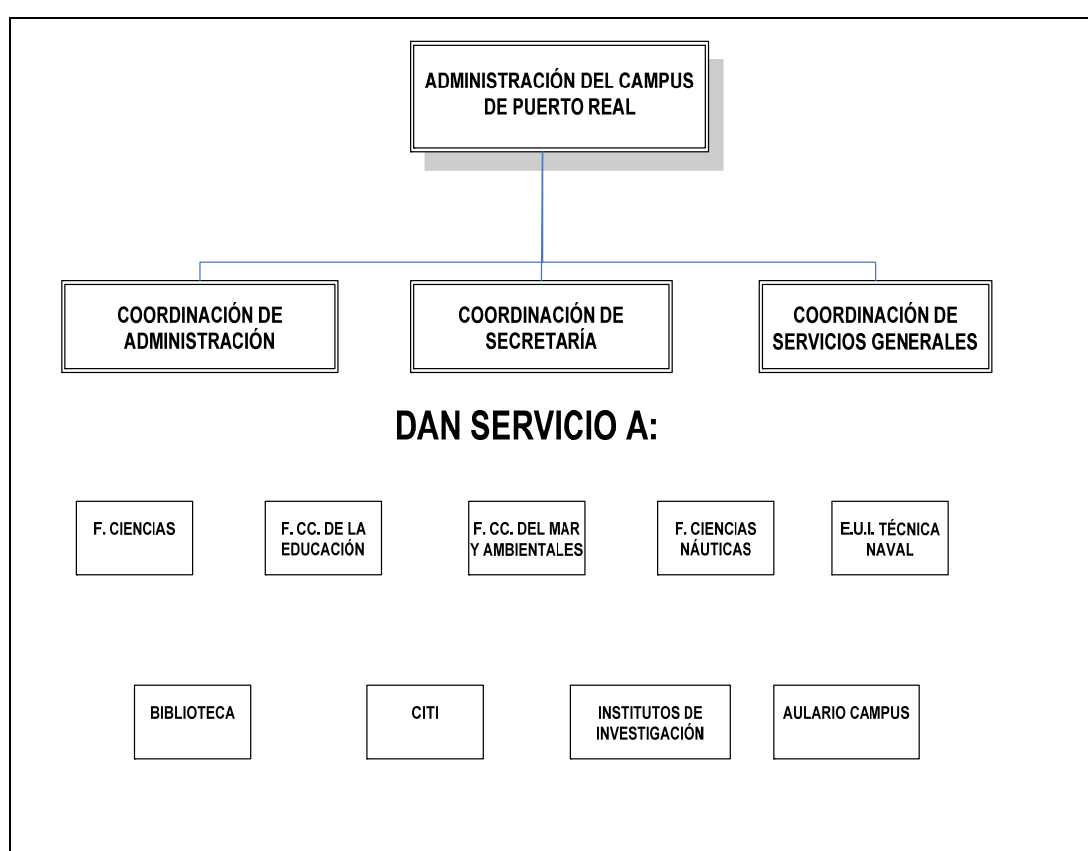 ADMINISTRACIÓN DEL CAMPUS
DE PUERTO REAL
COORDINACIÓN DE
ADMINISTRACIÓN
COORDINACIÓN DE
SECRETARÍA
COORDINACIÓN DE
SERVICIOS GENERALES
DAN SERVICIO A:
F. CIENCIAS
F. CC. DE LA
EDUCACIÓN
F. CC. DEL MAR
Y AMBIENTALES
F. CIENCIAS
NÁUTICAS
E.U.I. TÉCNICA
NAVAL
BIBLIOTECA
CITI
INSTITUTOS DE
INVESTIGACIÓN
AULARIO CAMPUS